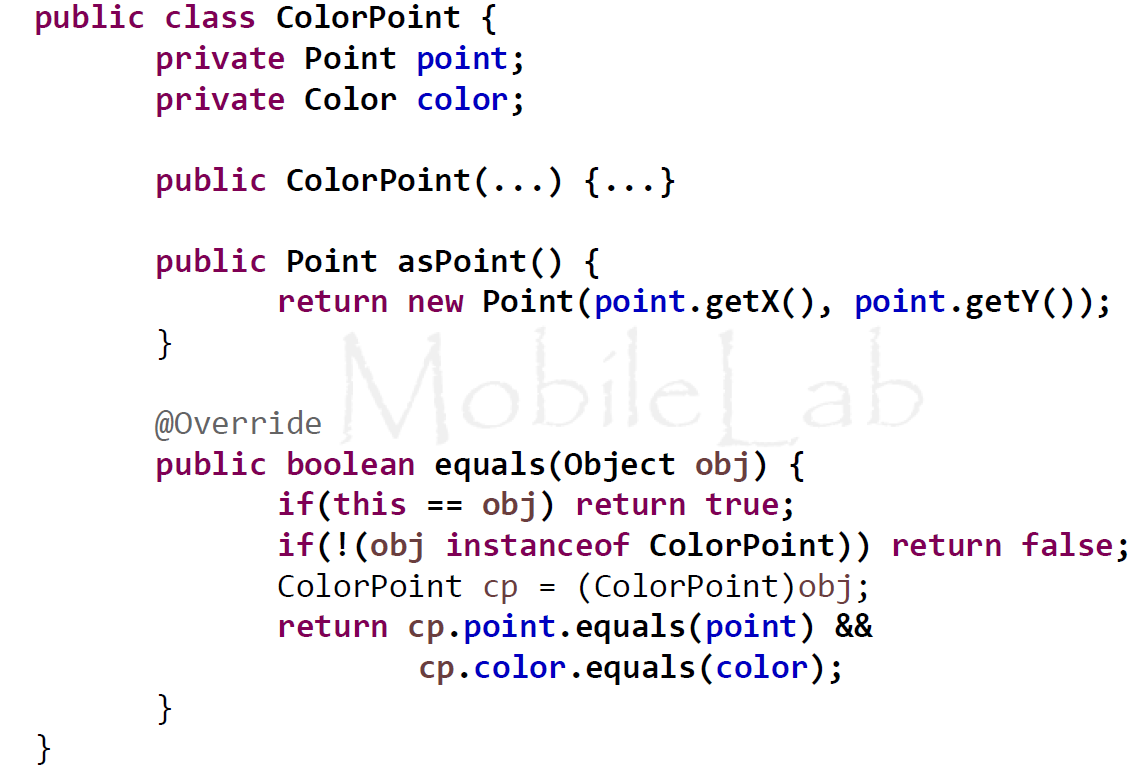 public class ColorPoint {
private Point point;
private Color color;
public ColorPoint(...) {...}
public Point asPoint() {
return new Point(point.getX(), point.getY());
}
MobileLab
@Override
public boolean equals(Object obj) {
if(this == obj) return true;
if(!(obj instanceof ColorPoint)) return false;
ColorPoint cp = (ColorPoint)obj;
return cp.point.equals(point) &&
cp.color.equals(color);
}
}